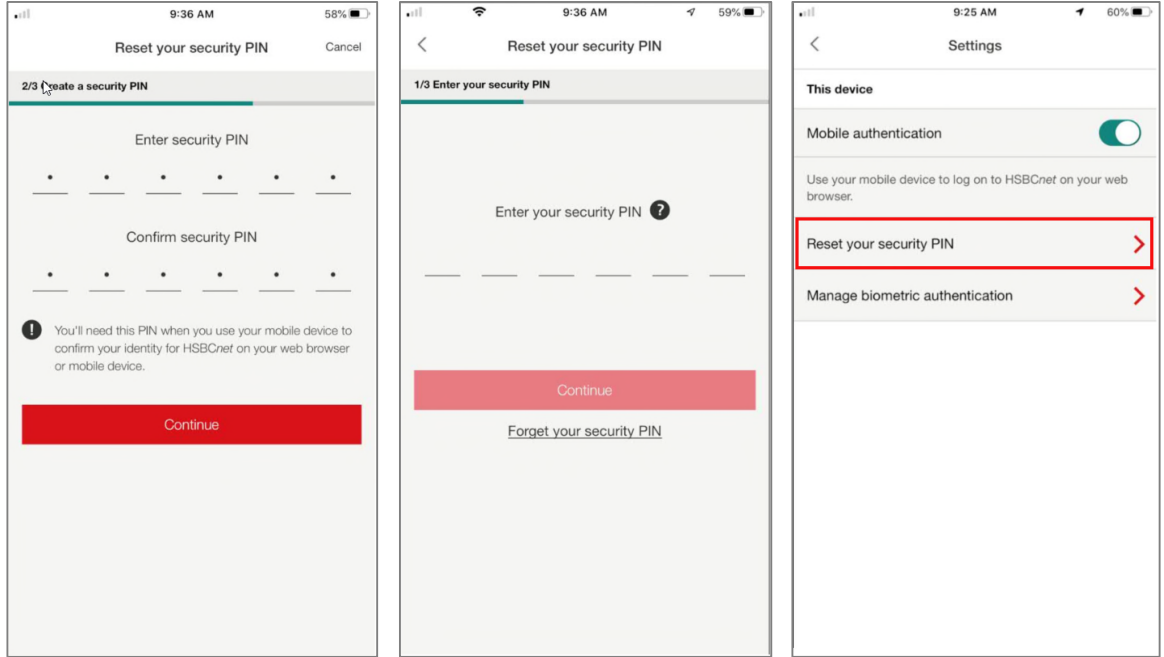 9:36 AM
58%
Reset your security PIN
Cancel
2/3 Create a security PIN
Enter security PIN
Confirm security PIN
You'll need this PIN when you use your mobile device to
confirm your identity for HSBCnet on your web browser
or mobile device.
Continue
9:36 AM
59%
Reset your security PIN
1/3 Enter your security PIN
Enter your security PIN ?
Continue
Forget your security PIN
9:25 AM
60%
Settings
This device
Mobile authentication
Use your mobile device to log on to HSBCnet on your web
browser.
Reset your security PIN
Manage biometric authentication